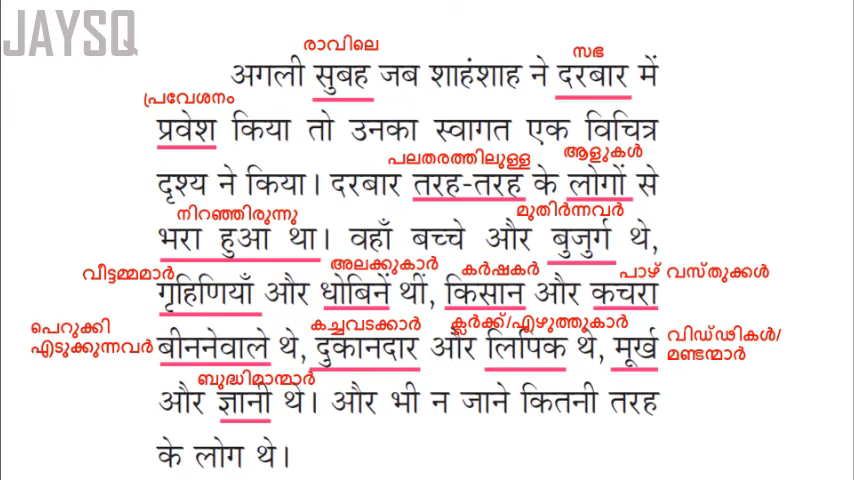 JAYSQ
രാവിലെ
സഭ
अगली सुबह जब शाहंशाह ने दरबार में
പ്രവേശനം
प्रवेश किया तो उनका स्वागत एक विचित्र
പലതരത്തിലുള്ള
ആളുകൾ
दृश्य ने किया। दरबार तरह-तरह के लोगों से
നിറഞ്ഞിരുന്നു
മുതിർന്നവർ
भरा हुआ था। वहाँ बच्चे और बुजुर्ग थे,
വീട്ടമ്മമാർ
അലക്കുകാർ
കർഷകർ
പാഴ് വസ്തുക്കൾ
गृहिणियाँ और धोबिनें थीं, किसान और कचरा
പെറുക്കി
എടുക്കുന്നവർ
കച്ചവടക്കാർ
ക്ലർക്ക്/എഴുത്തുകാർ
വിഡ്ഢികൾ/
മണ്ടന്മാർ
बीननेवाले थे, दुकानदार और लिपिक थे, मूर्ख
ബുദ്ധിമാന്മാർ
और ज्ञानी थे। और भी न जाने कितनी तरह
के लोग थे।